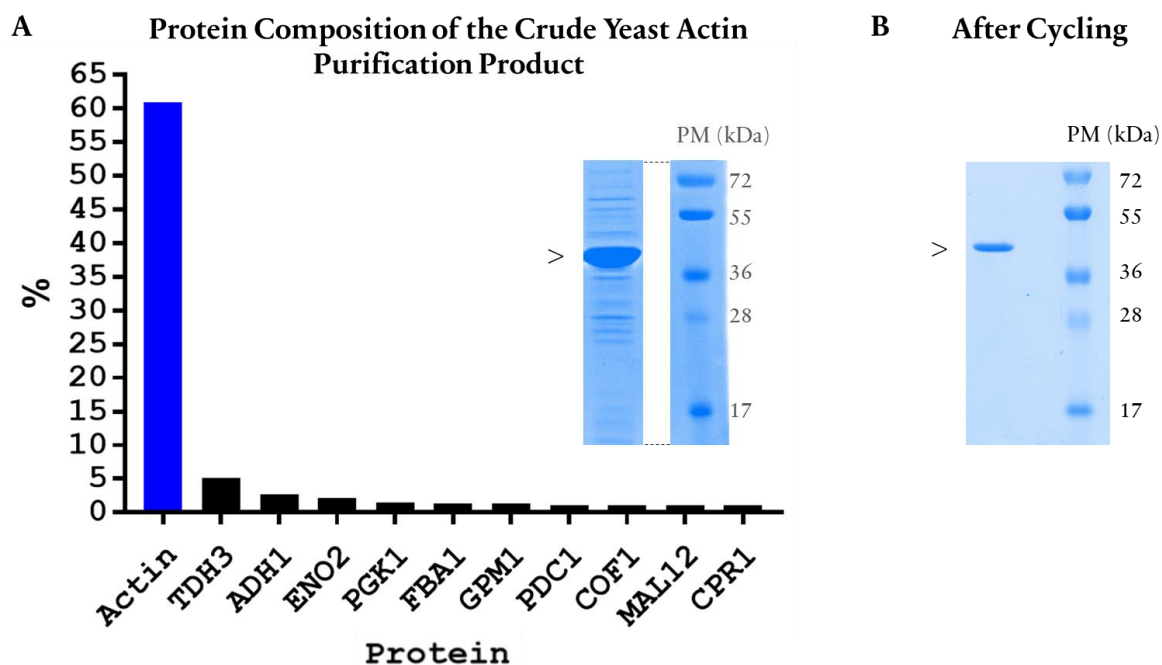 A
Protein Composition of the Crude Yeast Actin
Purification Product
65
60
55
50
45
40
35
30
25
20
15
10
5
0
%
Actin
TDH3
ADH1
ENO2
PGK1
FBA1
GPM1
PDC1
COF1
MAL12
CPR1
Protein
PM (kDa)
72
55
36
28
17
>
B
After Cycling
PM (kDa)
72
55
36
28
17
>